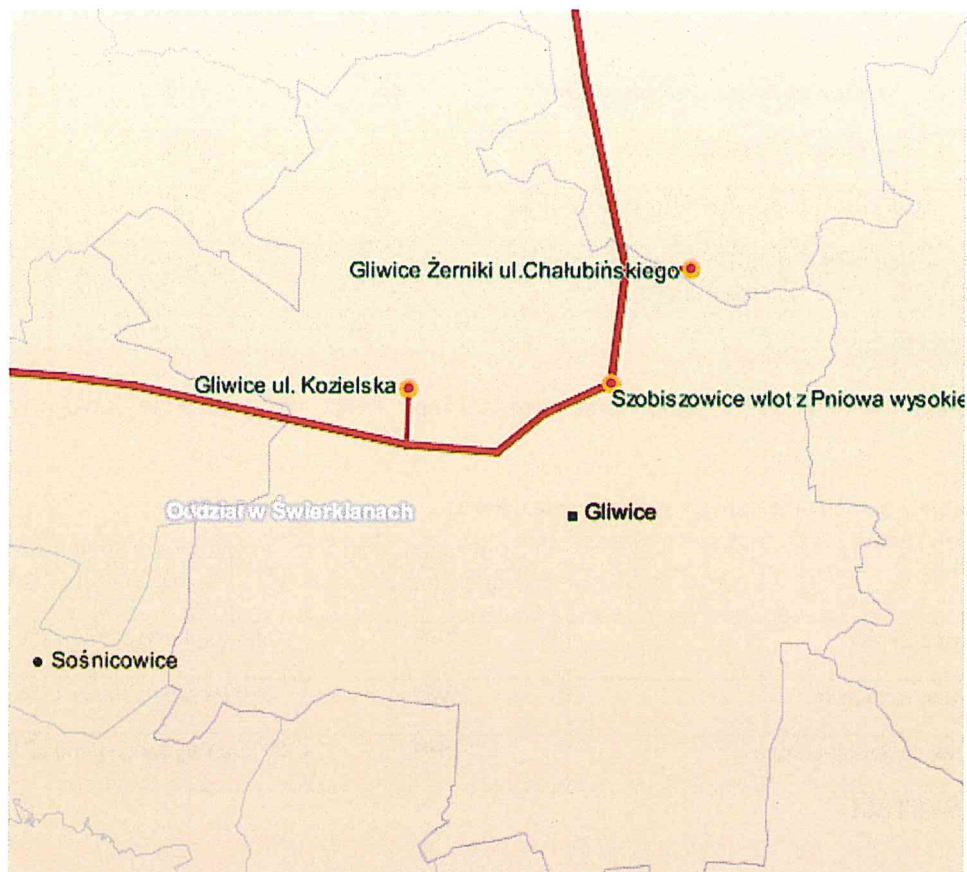 Gliwice Żerniki ul.Chałubińskiego
Gliwice ul. Kozielska
Szobiszowice wlot z Pniowa wysokie
Oddział w Świerklanach
Gliwice
Sośnicowice